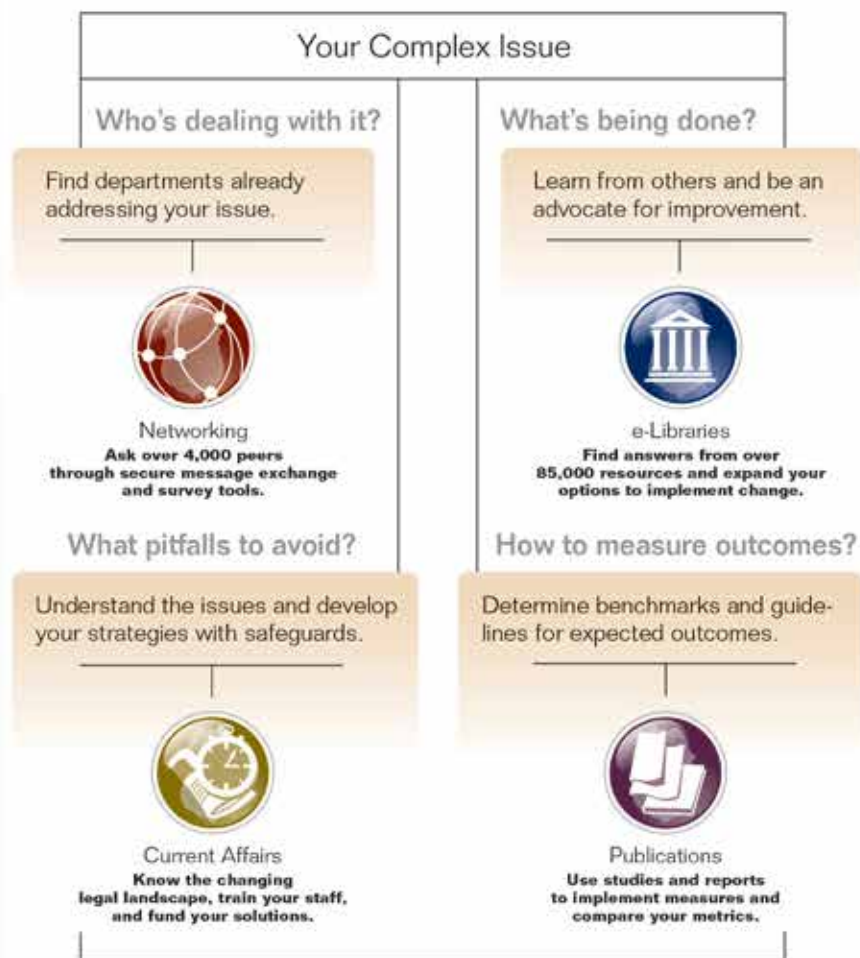 Your Complex Issue
Who's dealing with it?
Find departments already
addressing your issue.
Networking
Ask over 4,000 peers
through secure message exchange
and survey tools.
What's being done?
Learn from others and be an
advocate for improvement.
e-Libraries
Find answers from over
85,000 resources and expand your
options to implement change.
What pitfalls to avoid?
Understand the issues and develop
your strategies with safeguards.
Current Affairs
Know the changing
legal landscape, train your staff,
and fund your solutions.
How to measure outcomes?
Determine benchmarks and guide-
lines for expected outcomes.
Publications
Use studies and reports
to implement measures and
compare your metrics.